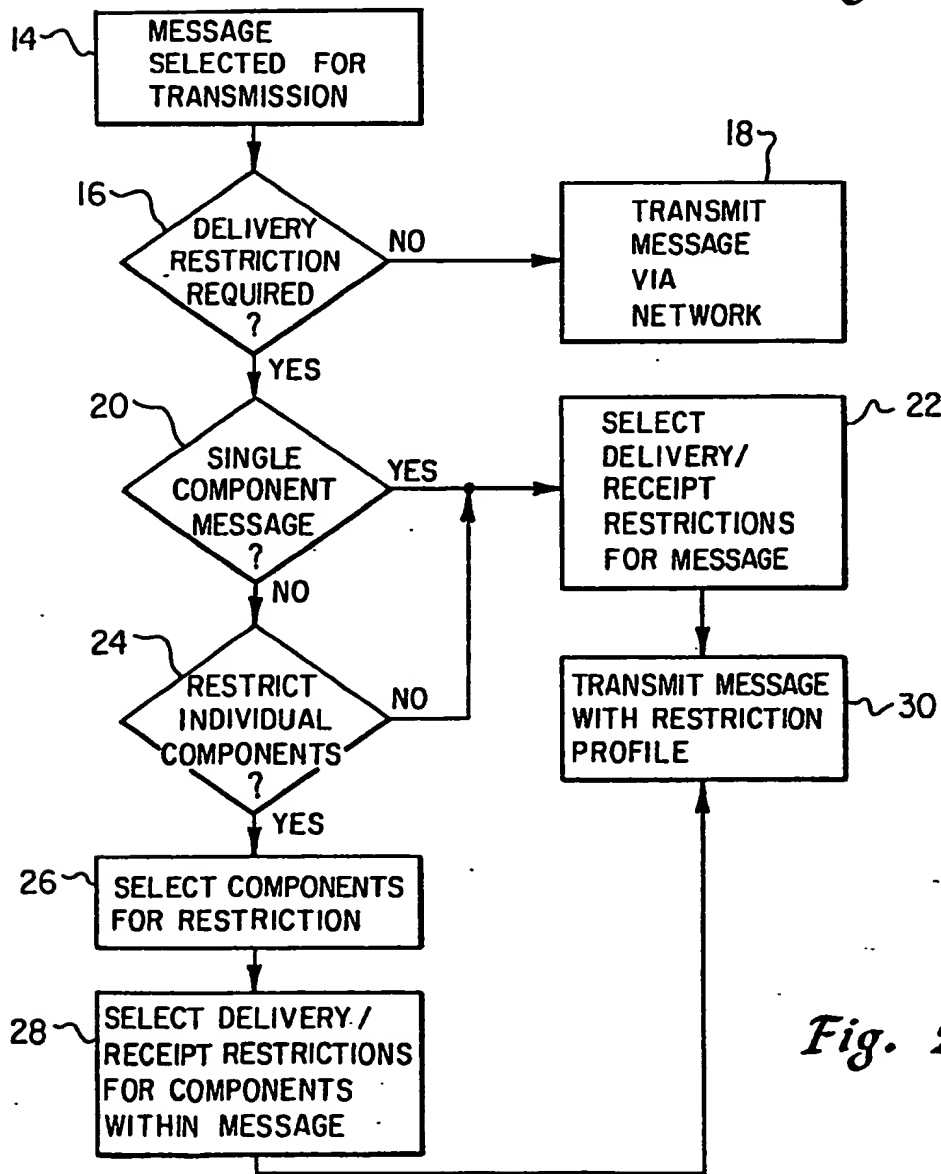 14
MESSAGE
SELECTED FOR
TRANSMISSION
16
DELIVERY
RESTRICTION
REQUIRED
?
NO
YES
18
TRANSMIT
MESSAGE
VIA
NETWORK
20
SINGLE
COMPONENT
MESSAGE
?
YES
NO
22
SELECT
DELIVERY/
RECEIPT
RESTRICTIONS
FOR MESSAGE
24
RESTRICT
INDIVIDUAL
COMPONENTS
?
NO
YES
TRANSMIT MESSAGE
WITH RESTRICTION
PROFILE
30
26
SELECT COMPONENTS
FOR RESTRICTION
28
SELECT DELIVERY/
RECEIPT RESTRICTIONS
FOR COMPONENTS
WITHIN MESSAGE
Fig.